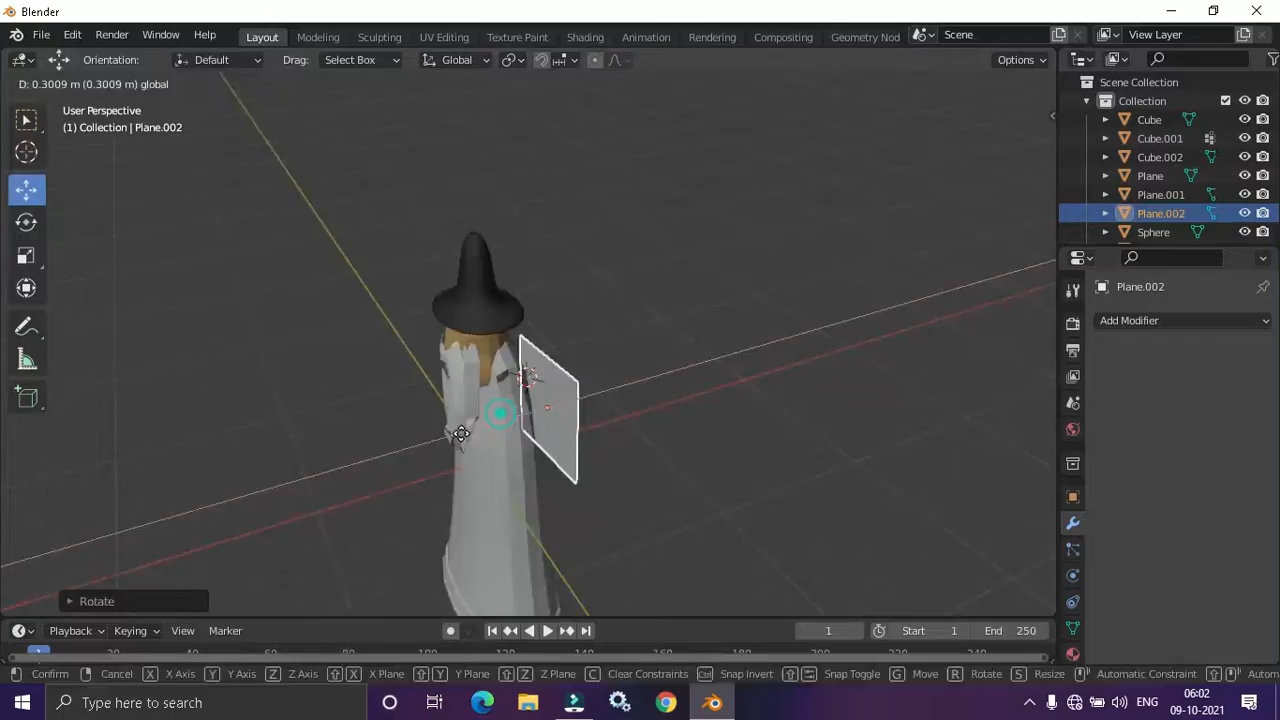 Blender
File Edit Render Window Help Layout Modeling Sculpting UV Editing Texture Paint Shading Animation Rendering Compositing Geometry Nod Scene View Layer
Orientation: Default Drag: Select Box Global Options
D: 0.3009 m (0.3009 m) global
User Perspective
(1) Collection | Plane.002
Scene Collection
Collection
Cube
Cube.001
Cube.002
Plane
Plane.001
Plane.002
Sphere
Plane.002
Add Modifier
Rotate
Playback Keying View Marker 1 Start 1 End 250
Confirm Cancel X X Axis Y Y Axis Z Z Axis X X Plane Y Y Plane Z Z Plane C Clear Constraints Ctrl Snap Invert Snap Toggle G Move R Rotate S Resize Automatic Constraint Autom
Type here to search
ENG
06:02
09-10-2021